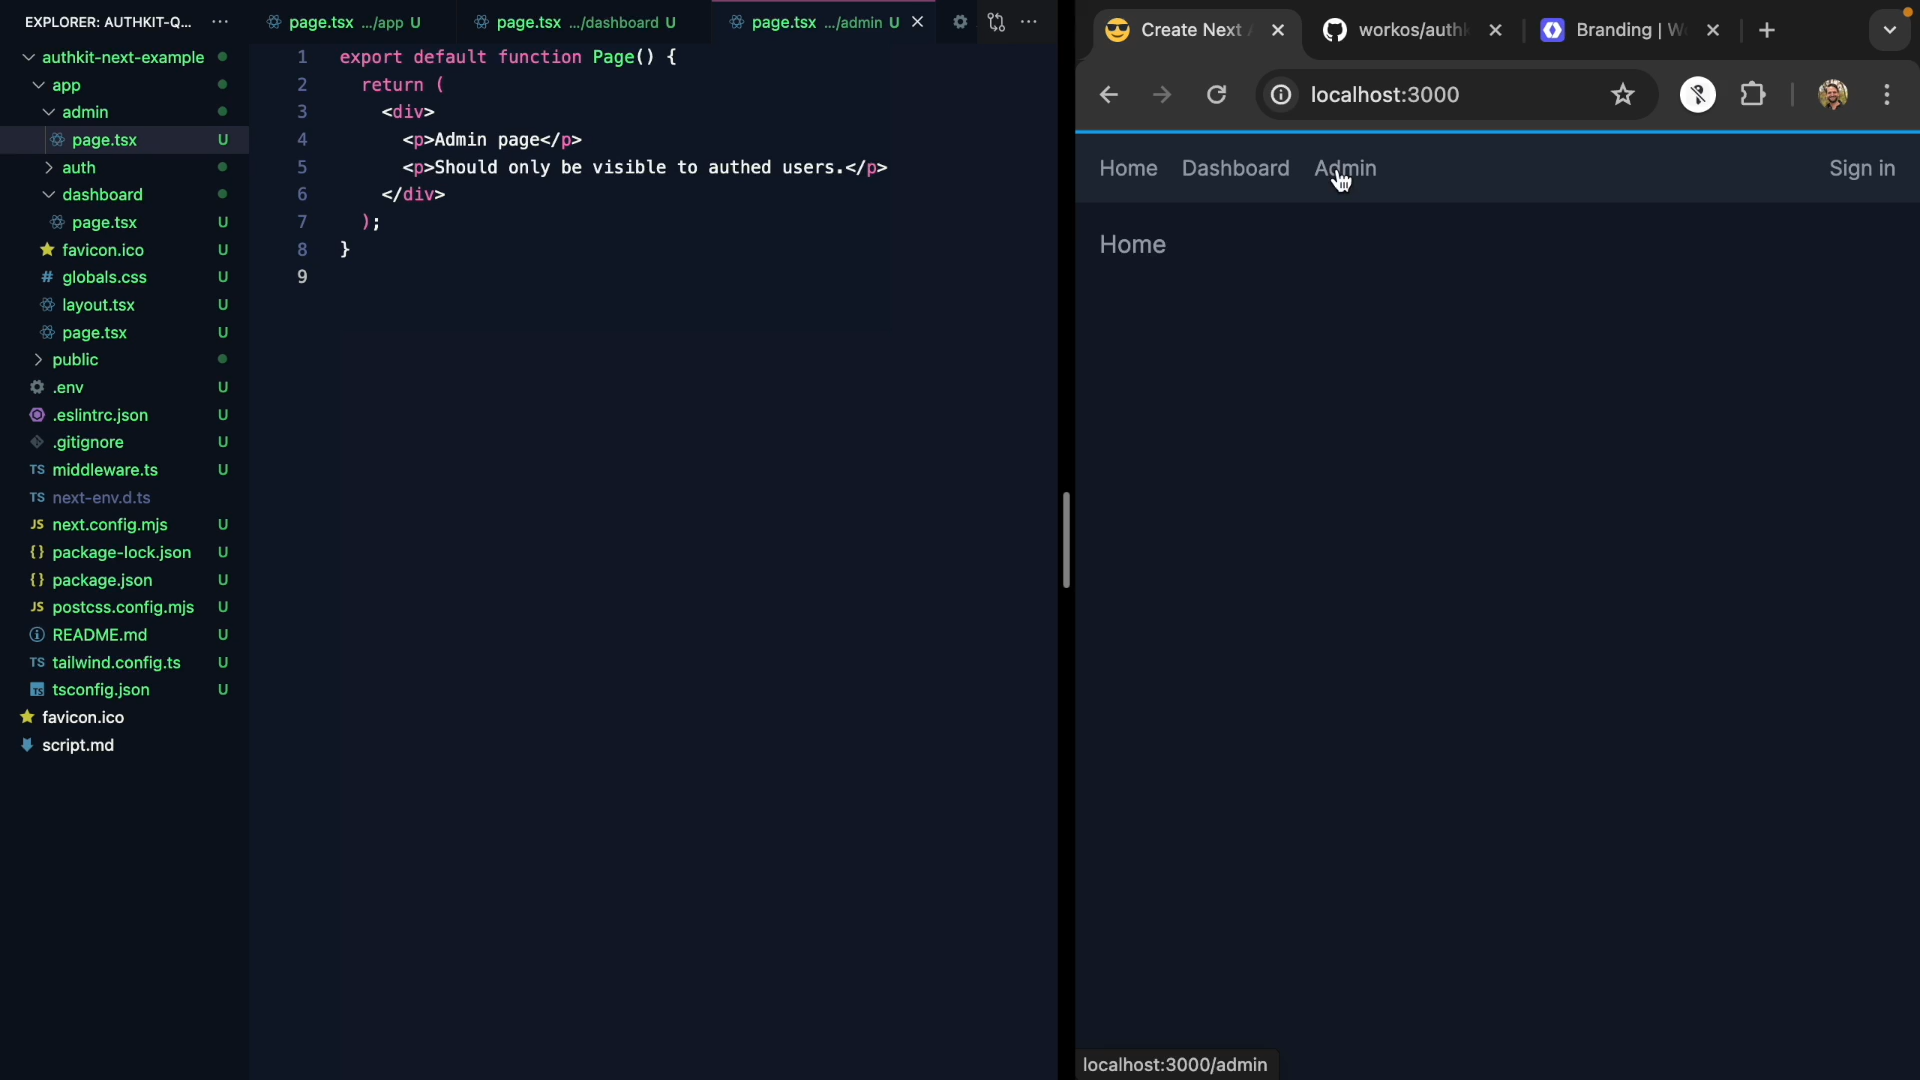 EXPLORER: AUTHKIT-Q...
authkit-next-example
app
admin
page.tsx U
auth
dashboard
page.tsx U
favicon.ico U
globals.css U
layout.tsx U
page.tsx U
public
.env U
.eslintrc.json U
.gitignore U
middleware.ts U
next-env.d.ts
next.config.mjs U
package-lock.json U
package.json U
postcss.config.mjs U
README.md U
tailwind.config.ts U
tsconfig.json U
favicon.ico
script.md
page.tsx .../app U
page.tsx .../dashboard U
page.tsx .../admin U
1 export default function Page() {
2 return (
3 <div>
4 <p>Admin page</p>
5 <p>Should only be visible to authed users.</p>
6 </div>
7 );
8 }
9
Create Next
workos/auth
Branding | W
localhost:3000
Home Dashboard Admin Sign in
Home
localhost:3000/admin